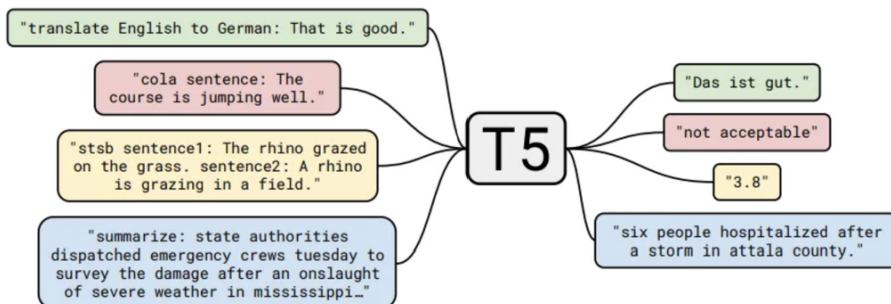 "translate English to German: That is good."
"cola sentence: The
course is jumping well."
"stsb sentence1: The rhino grazed
on the grass. sentence2: A rhino
is grazing in a field."
"summarize: state authorities
dispatched emergency crews tuesday to
survey the damage after an onslaught
of severe weather in mississippi…"
T5
"Das ist gut."
"not acceptable"
"3.8"
"six people hospitalized after
a storm in attala county."